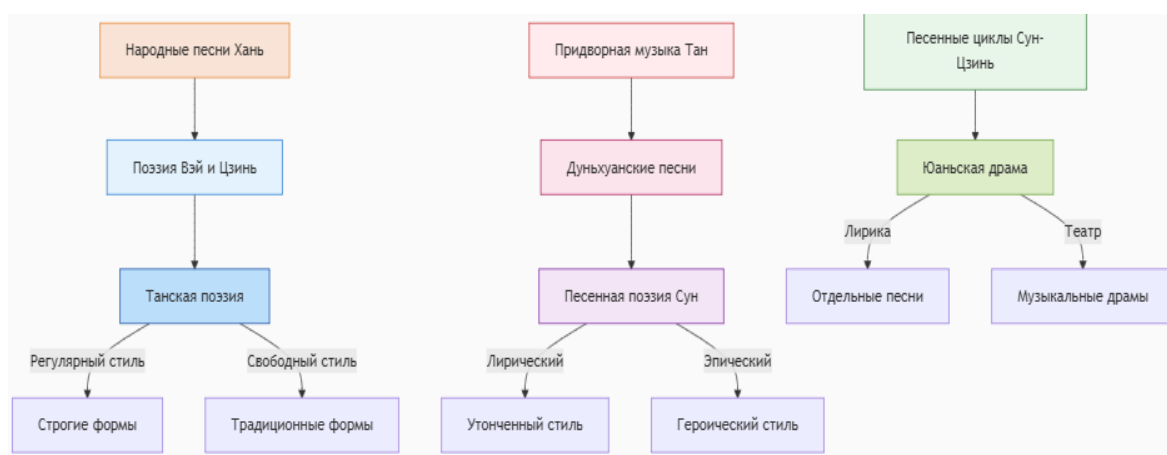 Народные песни Хань
Поэзия Вэй и Цзинь
Танская поэзия
Регулярный стиль
Свободный стиль
Строгие формы
Традиционные формы
Придворная музыка Тан
Дуньхуанские песни
Песенная поэзия Сун
Лирический
Эпический
Утонченный стиль
Героический стиль
Песенные циклы Сун-
Цзинь
Юаньская драма
Лирика
Театр
Отдельные песни
Музыкальные драмы